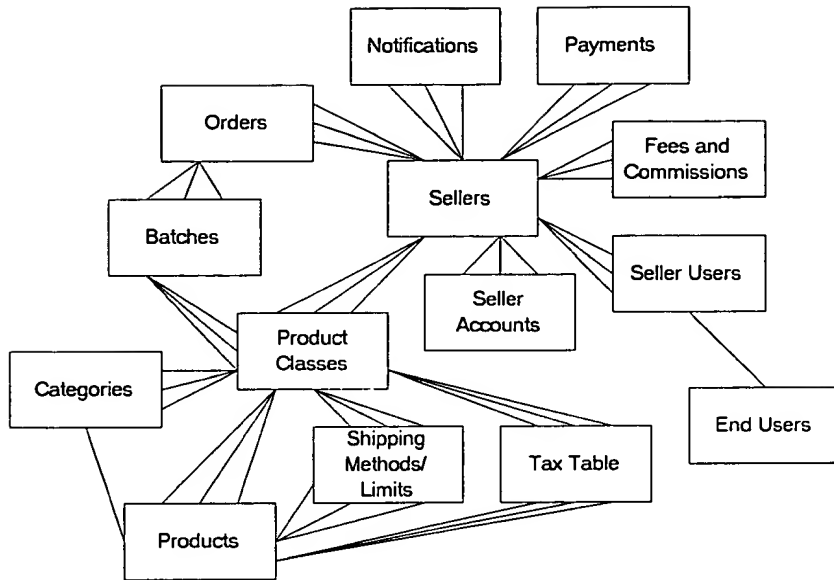 Notifications
Payments
Orders
Fees and
Commissions
Sellers
Batches
Seller Users
Seller
Accounts
Product
Classes
Categories
End Users
Shipping
Methods/
Limits
Tax Table
Products